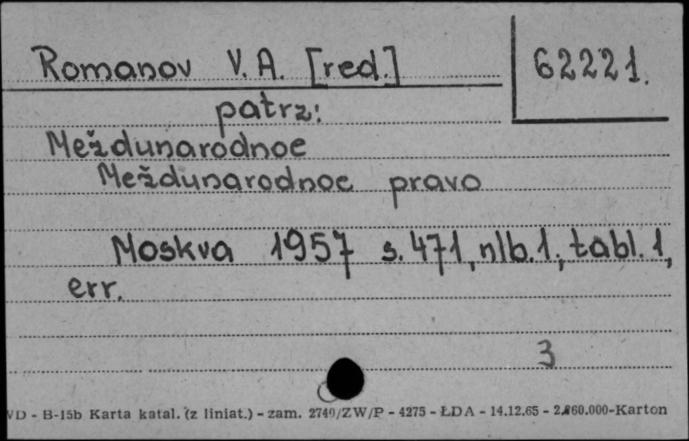 Romanov V. A. [red.]
62221.
patrz:
Meždunarodnoe
Meždunarodnoe pravo
Moskva 1957 s. 471, nlb. 1, tabl. 1,
err.
3
VD - B-15b Karta katal. (z liniat.) - zam. 2740/ZW/P - 4275 - ŁDA - 14.12.65 - 2.860.000-Karton